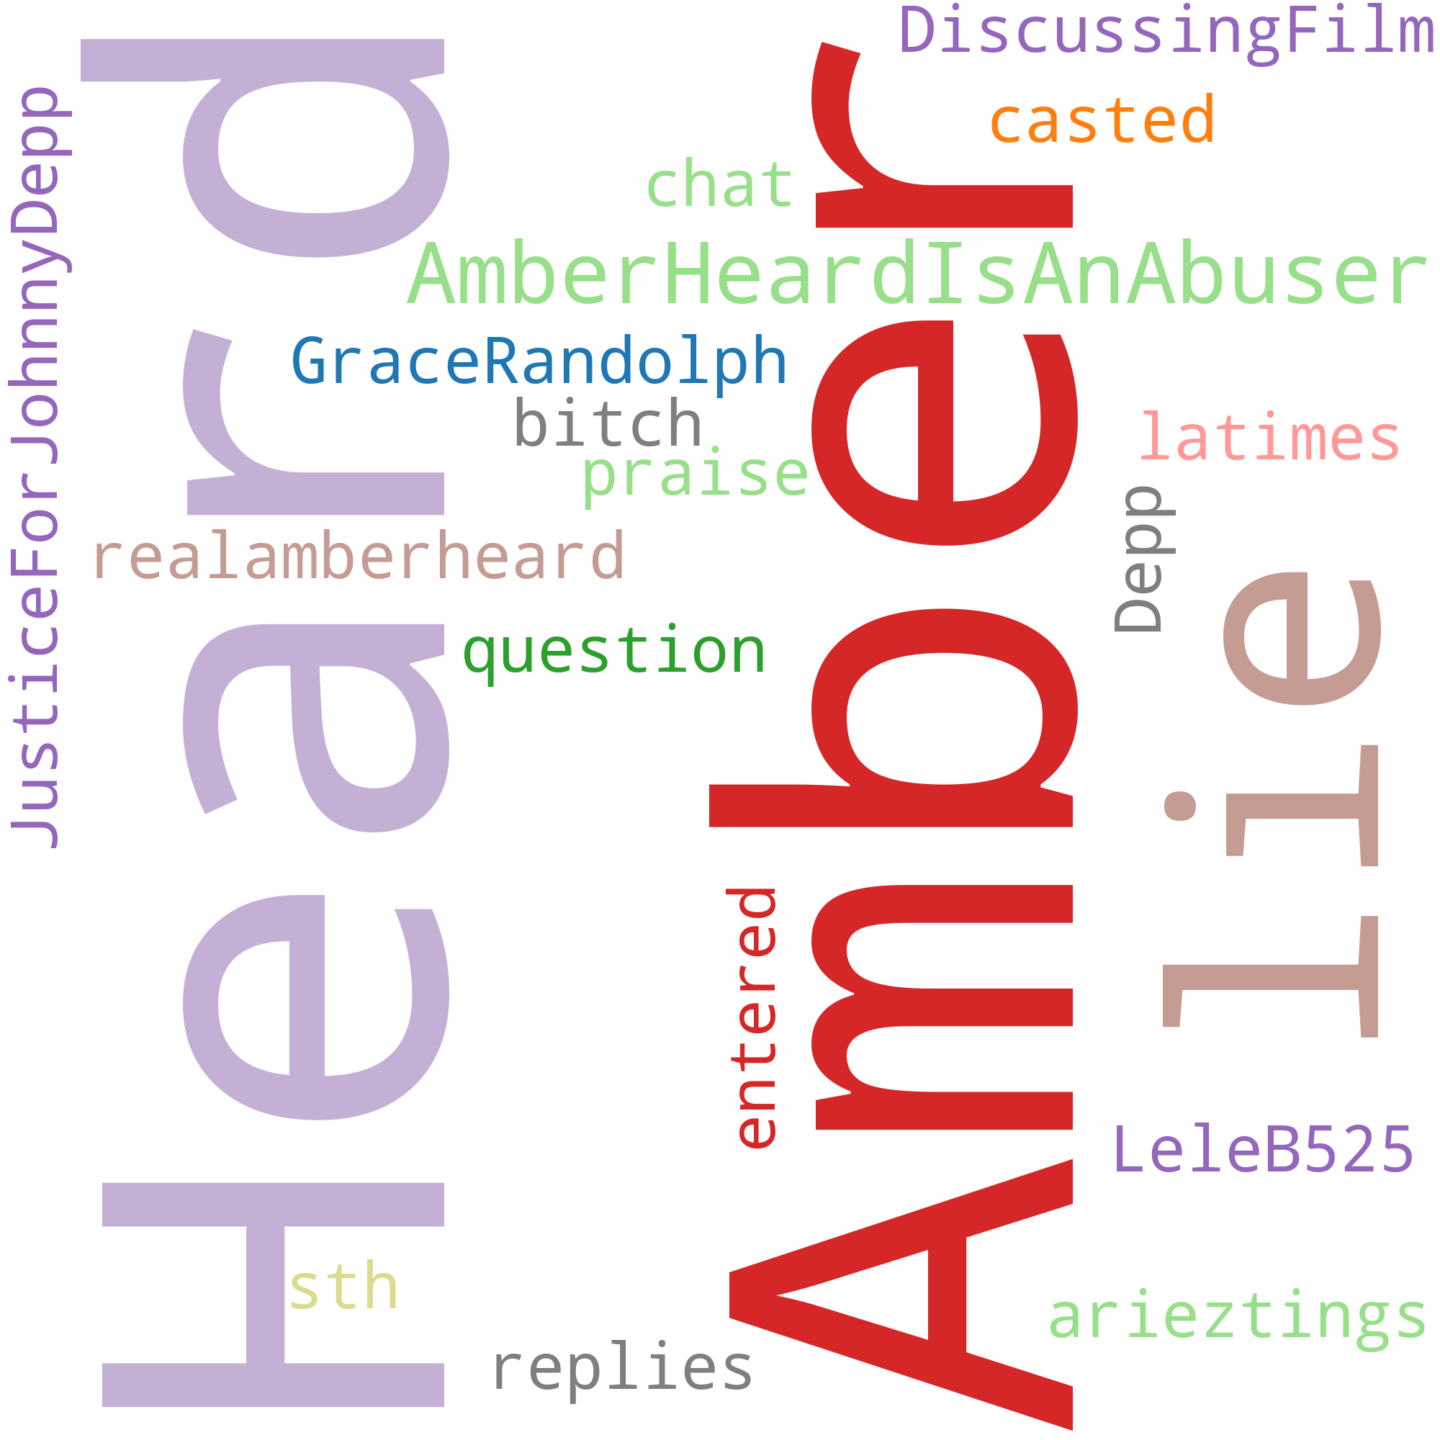 DiscussingFilm
casted
chat
AmberHeardIsAnAbuser
GraceRandolph
bitch
praise
latimes
realamberheard
question
JusticeForJohnnyDepp
Heard
Amber
Depp
lie
entered
LeleB525
sth
arieztings
replies